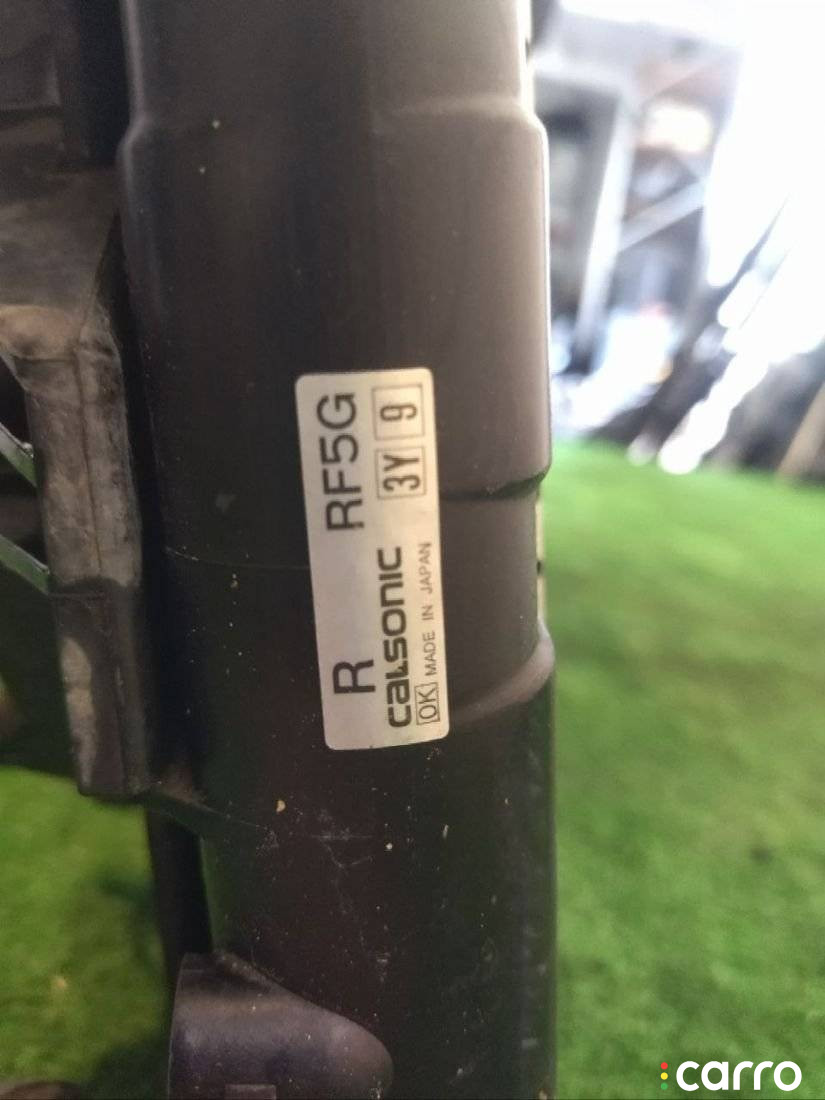 R RF5G
calsonic 3Y 9
OK MADE IN JAPAN
carro